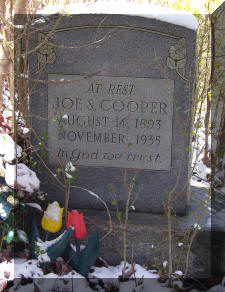 AT REST.
JOE S. COOPER
AUGUST 14, 1893
NOVEMBER, 1935
In God we trust.